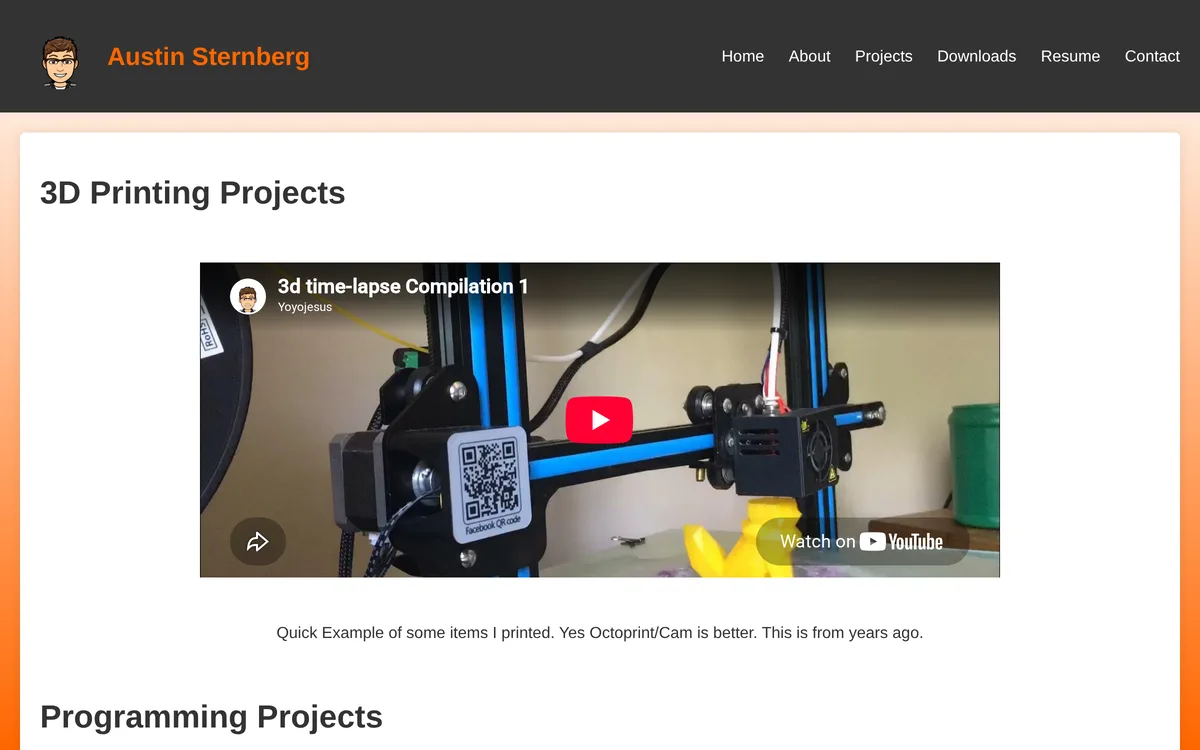 Austin Sternberg
Home About Projects Downloads Resume Contact
3D Printing Projects
3d time-lapse Compilation 1
Yoyojesus
RoHS
Facebook QR code
Watch on YouTube
Quick Example of some items I printed. Yes Octoprint/Cam is better. This is from years ago.
Programming Projects